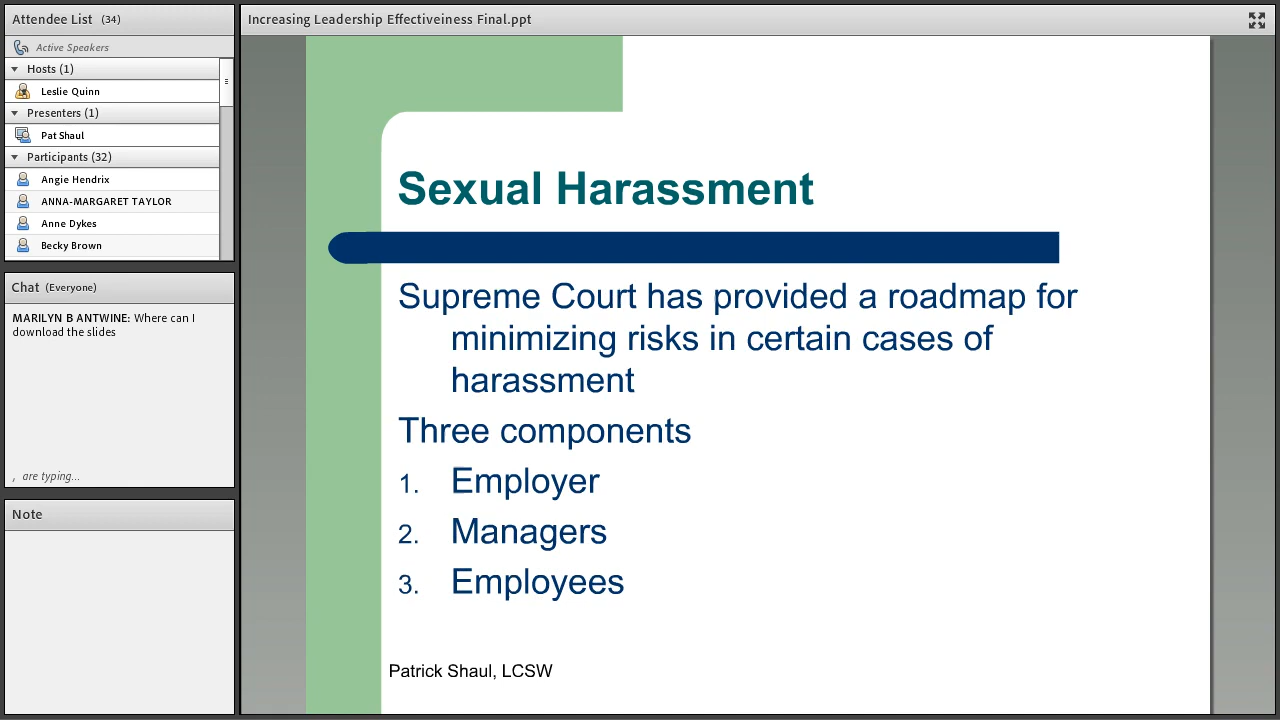 Attendee List (34)
Active Speakers
Hosts (1)
Leslie Quinn
Presenters (1)
Pat Shaul
Participants (32)
Angie Hendrix
ANNA-MARGARET TAYLOR
Anne Dykes
Becky Brown
Chat (Everyone)
MARILYN B ANTWINE: Where can I
download the slides
, are typing...
Note
Increasing Leadership Effectiveiness Final.ppt
Sexual Harassment
Supreme Court has provided a roadmap for
minimizing risks in certain cases of
harassment
Three components
1. Employer
2. Managers
3. Employees
Patrick Shaul, LCSW